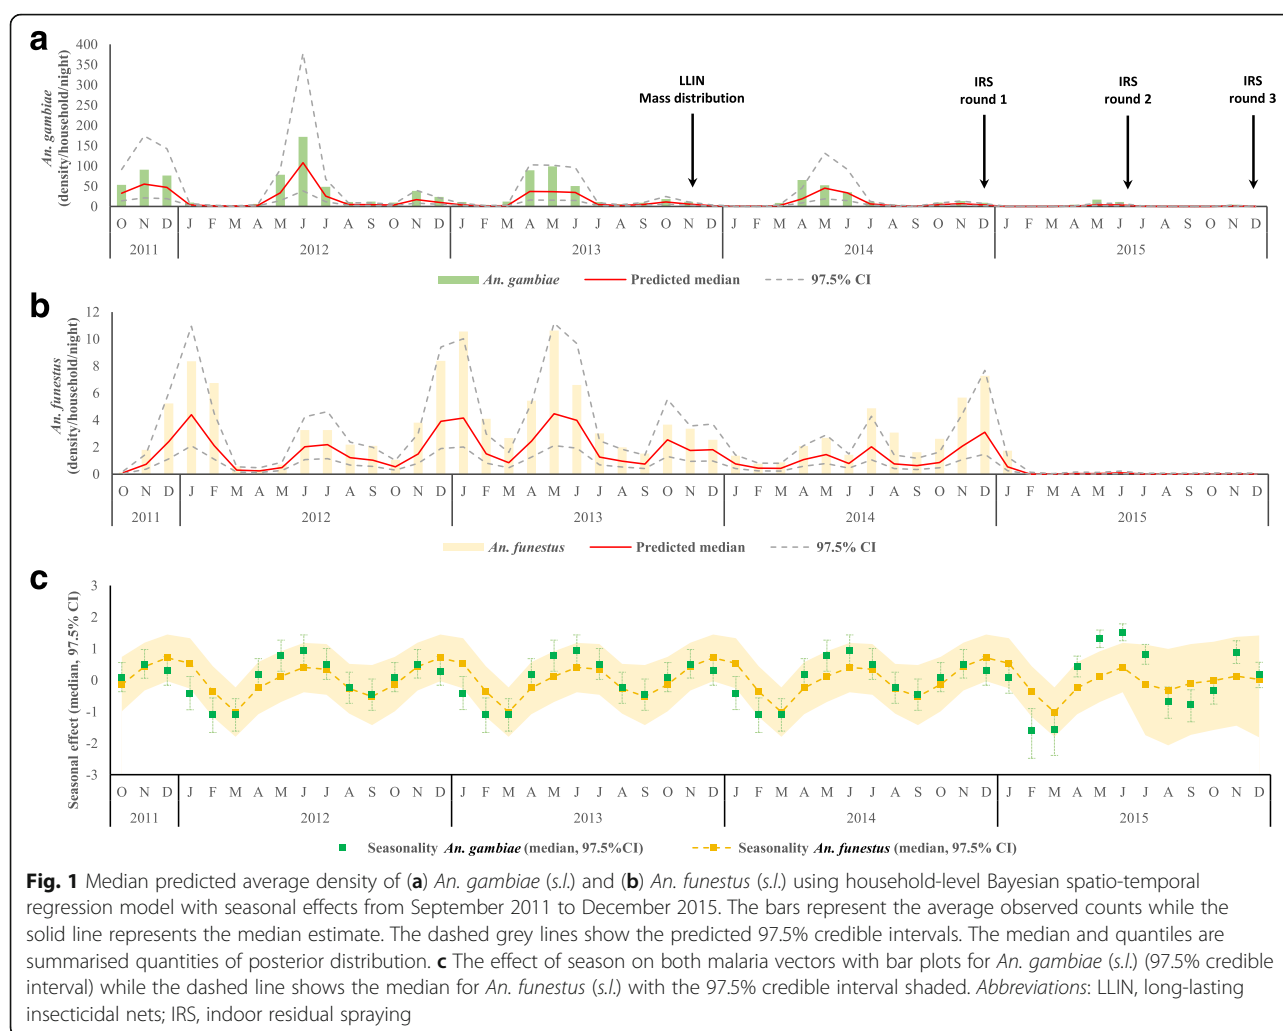 a
400
350
300
250
200
150
100
50
0
An. gambiae
(density/household/night)
LLIN
Mass distribution
IRS
round 1
IRS
round 2
IRS
round 3
O N D J F M A M J J A S O N D J F M A M J J A S O N D J F M A M J J A S O N D J F M A M J J A S O N D
2011 2012 2013 2014 2015
An. gambiae Predicted median 97.5% CI
b
12
10
8
6
4
2
0
An. funestus
(density/household/night)
O N D J F M A M J J A S O N D J F M A M J J A S O N D J F M A M J J A S O N D J F M A M J J A S O N D
2011 2012 2013 2014 2015
An. funestus Predicted median 97.5% CI
c
3
2
1
0
-1
-2
-3
Seasonal effect (median, 97.5% CI)
O N D J F M A M J J A S O N D J F M A M J J A S O N D J F M A M J J A S O N D J F M A M J J A S O N D
2011 2012 2013 2014 2015
Seasonality An. gambiae (median, 97.5%CI) Seasonality An. funestus (median, 97.5% CI)
Fig. 1 Median predicted average density of (a) An. gambiae (s.l.) and (b) An. funestus (s.l.) using household-level Bayesian spatio-temporal
regression model with seasonal effects from September 2011 to December 2015. The bars represent the average observed counts while the
solid line represents the median estimate. The dashed grey lines show the predicted 97.5% credible intervals. The median and quantiles are
summarised quantities of posterior distribution. c The effect of season on both malaria vectors with bar plots for An. gambiae (s.l.) (97.5% credible
interval) while the dashed line shows the median for An. funestus (s.l.) with the 97.5% credible interval shaded. Abbreviations: LLIN, long-lasting
insecticidal nets; IRS, indoor residual spraying